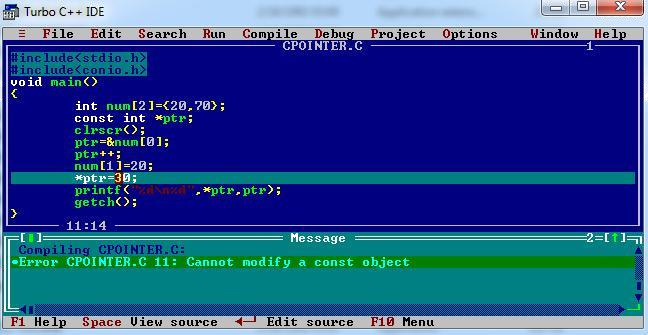 Turbo C++ IDE
≡ File Edit Search Run Compile Debug Project Options Window Help
CPOINTER.C 1
#include<stdio.h>
#include<conio.h>
void main()
{
int num[2]={20,70};
const int *ptr;
clrscr();
ptr=&num[0];
ptr++;
num[1]=20;
*ptr=30;
printf("%d\n%d",*ptr,ptr);
getch();
}
11:14
[■] Message 2=[↑]
Compiling CPOINTER.C:
•Error CPOINTER.C 11: Cannot modify a const object
F1 Help Space View source ◄─┘ Edit source F10 Menu